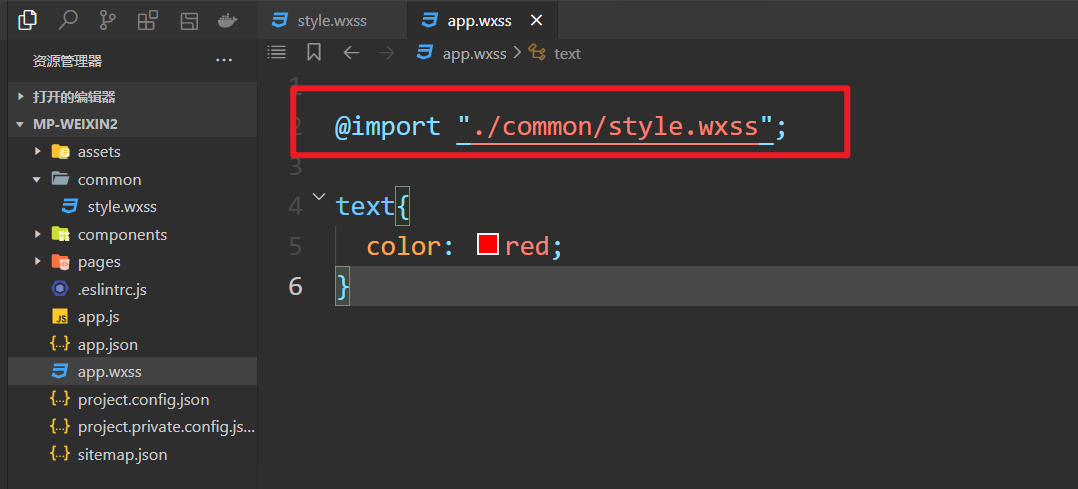 style.wxss
app.wxss
资源管理器
app.wxss
text
打开的编辑器
MP-WEIXIN2
assets
common
style.wxss
components
pages
.eslintrc.js
JS
app.js
{..}
app.json
app.wxss
{..}
project.config.json
{..}
project.private.config.js...
{..}
sitemap.json
1
2
@import "./common/style.wxss";
3
4
text{
5
color: red;
6
}